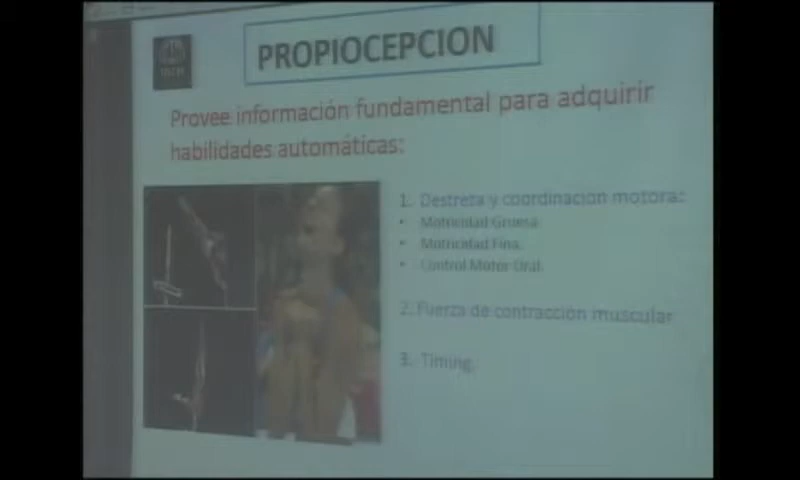 PROPIOCEPCION
Provee información fundamental para adquirir
habilidades automáticas:
1. Destreza y coordinación motora:
• Motricidad Gruesa.
• Motricidad Fina.
• Control Motor Oral.
2. Fuerza de contracción muscular
3. Timing.